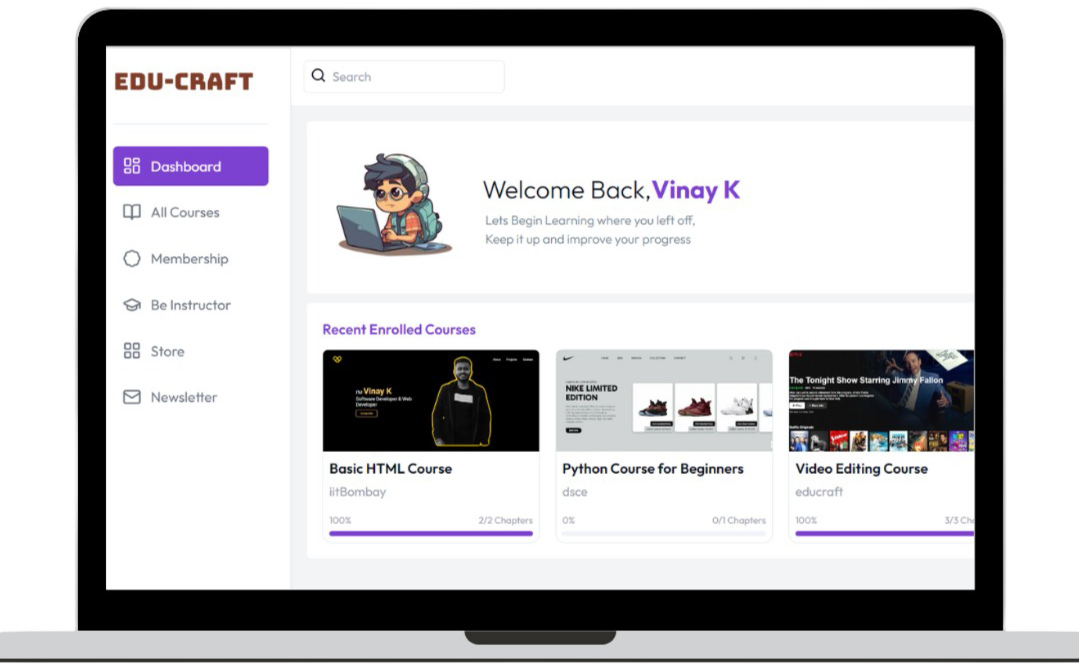 EDU-CRAFT
Search
Dashboard
All Courses
Membership
Be Instructor
Store
Newsletter
Welcome Back,Vinay K
Lets Begin Learning where you left off,
Keep it up and improve your progress
Recent Enrolled Courses
I'M Vinay K
Software Developer & Web
Developer
NIKE LIMITED
EDITION
The Tonight Show Starring Jimmy Fallon
Basic HTML Course
iitBombay
100% 2/2 Chapters
Python Course for Beginners
dsce
0% 0/1 Chapters
Video Editing Course
educraft
100% 3/3 Cha